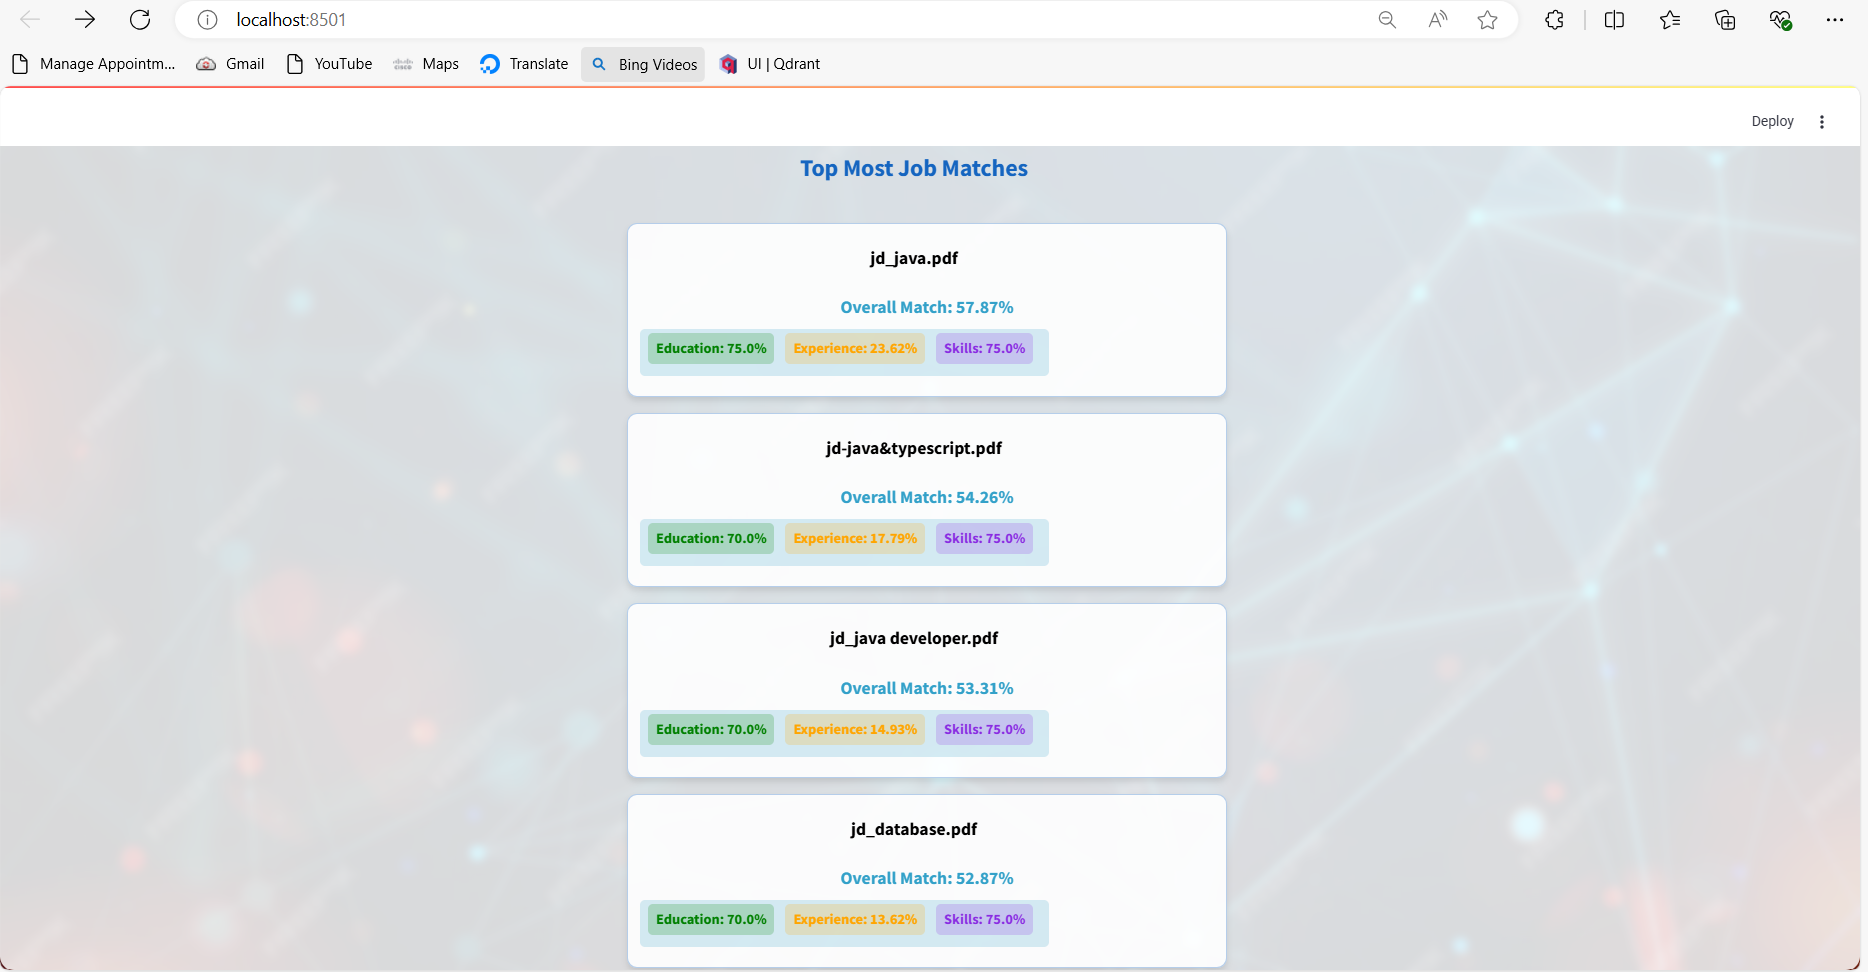 localhost:8501
Manage Appointm... Gmail YouTube Maps Translate Bing Videos UI | Qdrant
Deploy
Top Most Job Matches
jd_java.pdf
Overall Match: 57.87%
Education: 75.0% Experience: 23.62% Skills: 75.0%
jd-java&typescript.pdf
Overall Match: 54.26%
Education: 70.0% Experience: 17.79% Skills: 75.0%
jd_java developer.pdf
Overall Match: 53.31%
Education: 70.0% Experience: 14.93% Skills: 75.0%
jd_database.pdf
Overall Match: 52.87%
Education: 70.0% Experience: 13.62% Skills: 75.0%